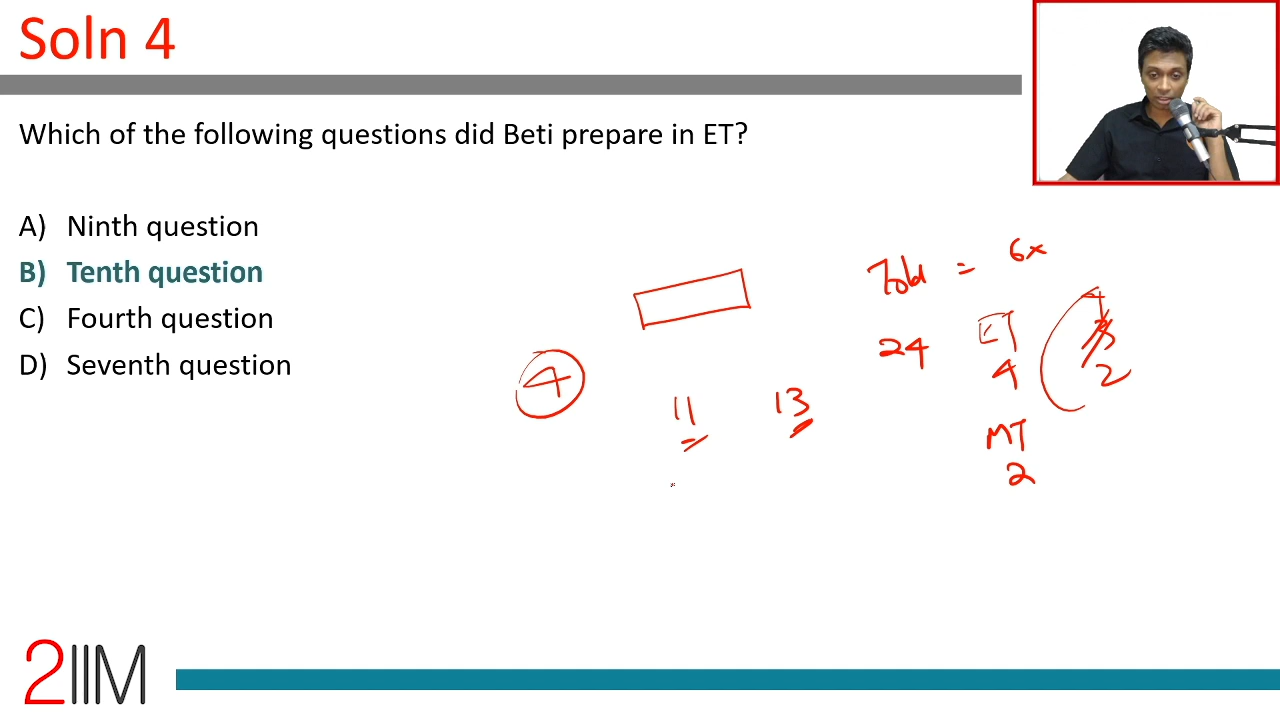 Soln 4
Which of the following questions did Beti prepare in ET?
A) Ninth question
B) Tenth question
C) Fourth question
D) Seventh question
= 6x
24
ET
4
2
MT
2
4
11
13
2IIM